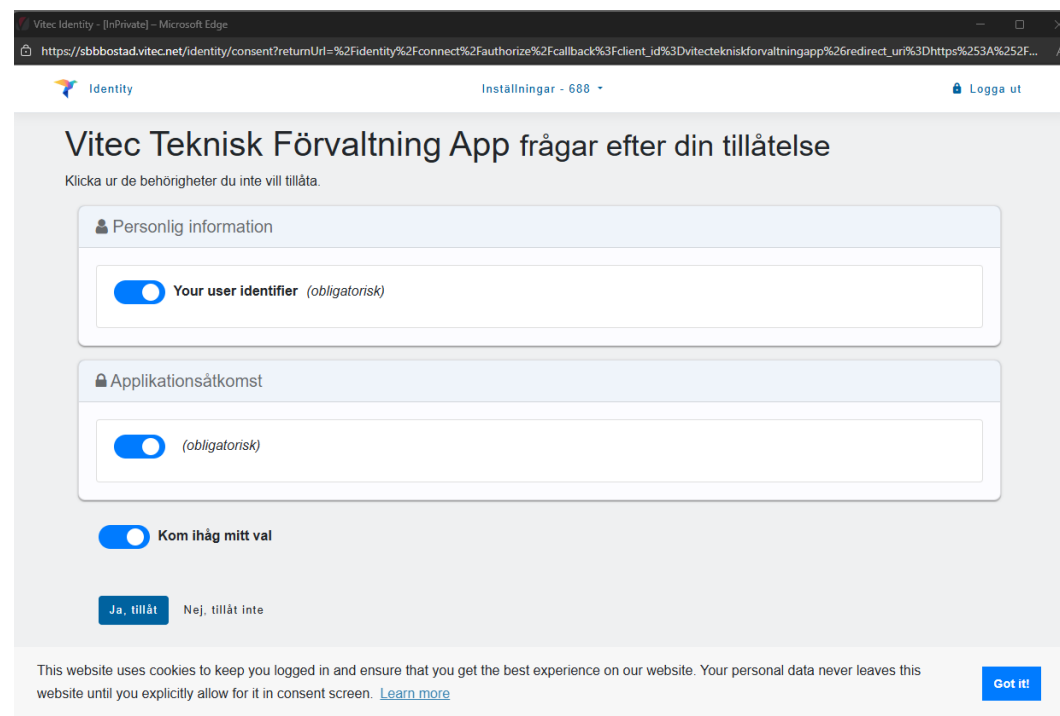 Vitec Identity - [InPrivate] – Microsoft Edge
https://sbbbostad.vitec.net/identity/consent?returnUrl=%2Fidentity%2Fconnect%2Fauthorize%2Fcallback%3Fclient_id%3Dvitectekniskforvaltningapp%26redirect_uri%3Dhttps%253A%252F...
Identity
Inställningar - 688
Logga ut
Vitec Teknisk Förvaltning App frågar efter din tillåtelse
Klicka ur de behörigheter du inte vill tillåta.
Personlig information
Your user identifier (obligatorisk)
Applikationsåtkomst
(obligatorisk)
Kom ihåg mitt val
Ja, tillåt Nej, tillåt inte
This website uses cookies to keep you logged in and ensure that you get the best experience on our website. Your personal data never leaves this
website until you explicitly allow for it in consent screen. Learn more
Got it!